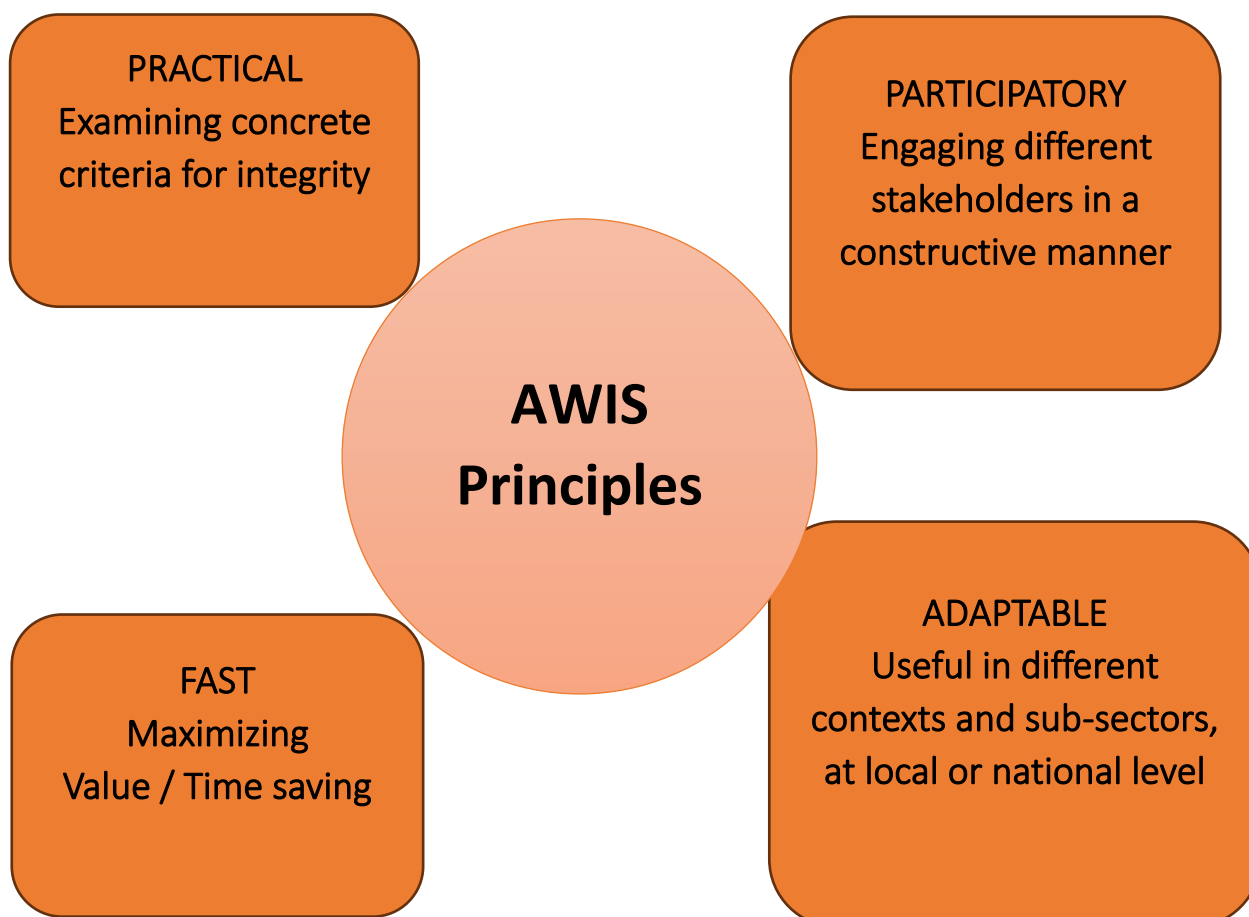 PRACTICAL
Examining concrete
criteria for integrity
PARTICIPATORY
Engaging different
stakeholders in a
constructive manner
AWIS
Principles
FAST
Maximizing
Value / Time saving
ADAPTABLE
Useful in different
contexts and sub-sectors,
at local or national level